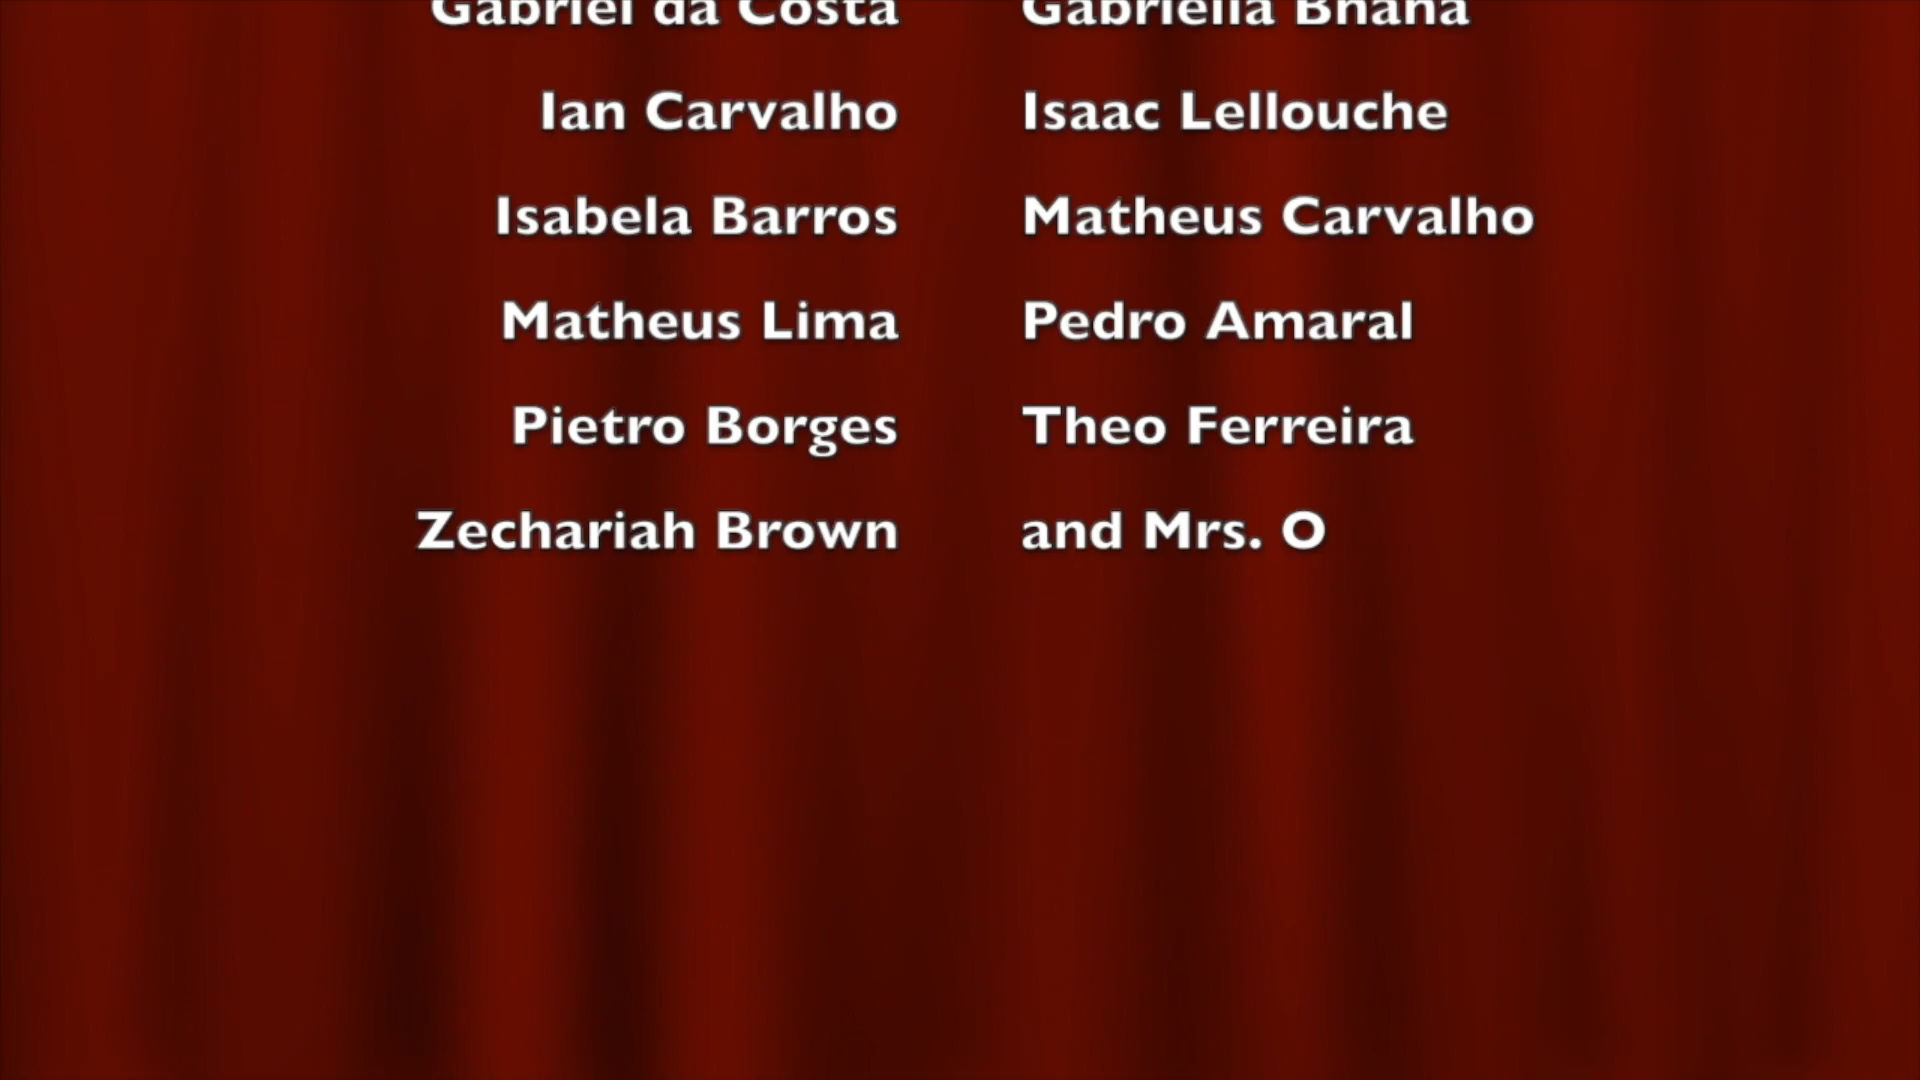 Gabriel da Costa Gabriella Bhana
Ian Carvalho Isaac Lellouche
Isabela Barros Matheus Carvalho
Matheus Lima Pedro Amaral
Pietro Borges Theo Ferreira
Zechariah Brown and Mrs. O